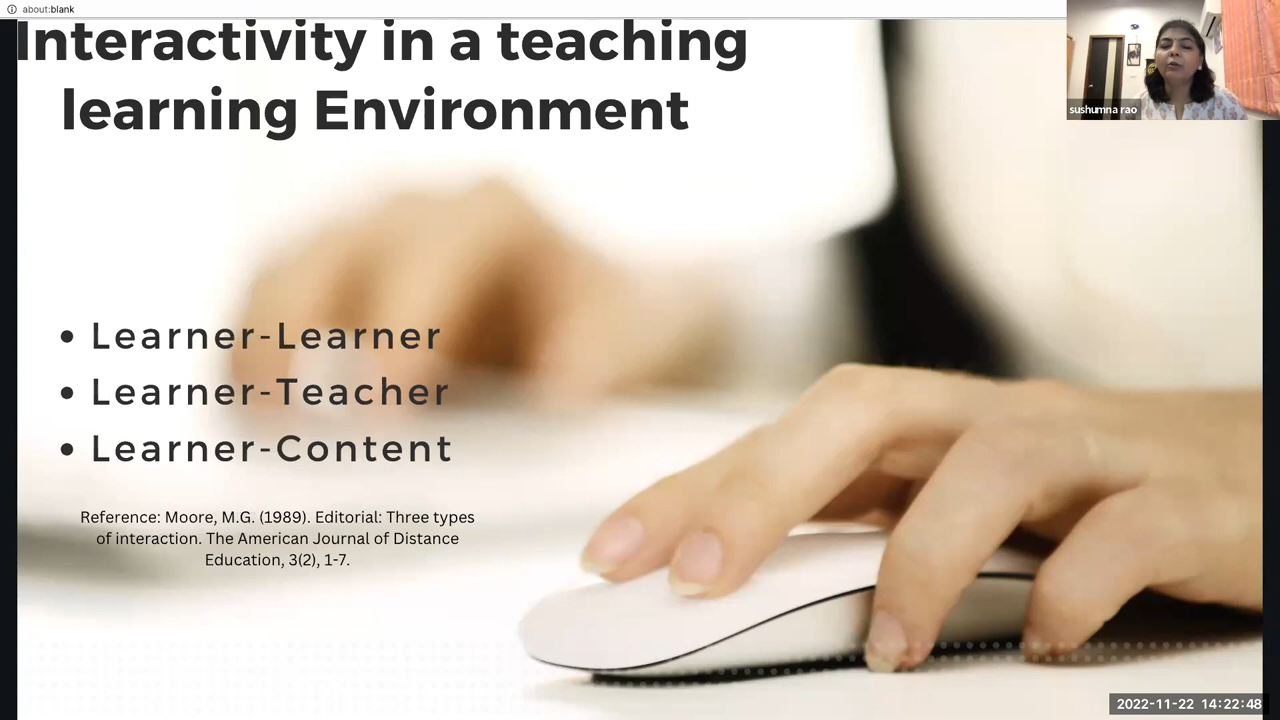 about:blank
Interactivity in a teaching
learning Environment
sushumna rao
• Learner-Learner
• Learner-Teacher
• Learner-Content
Reference: Moore, M.G. (1989). Editorial: Three types
of interaction. The American Journal of Distance
Education, 3(2), 1-7.
2022-11-22 14:22:48